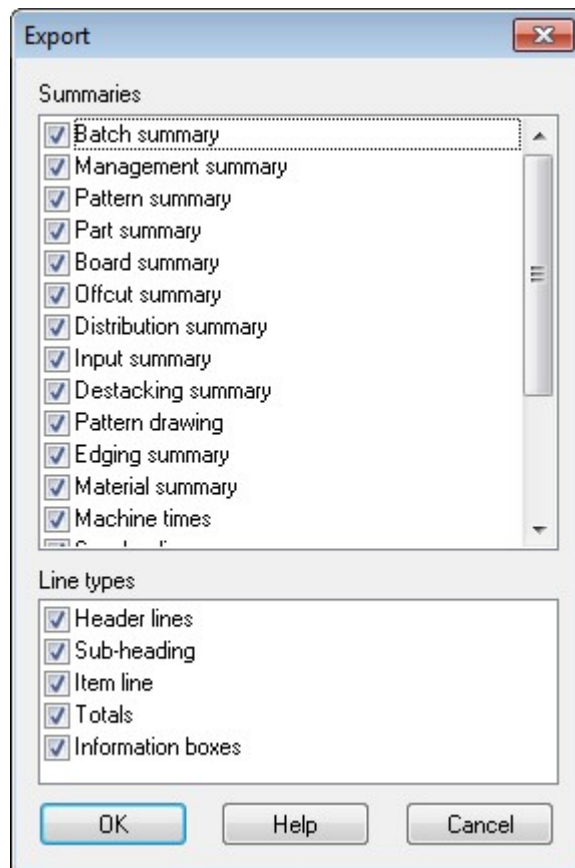 Export
Summaries
Batch summary
Management summary
Pattern summary
Part summary
Board summary
Offcut summary
Distribution summary
Input summary
Destacking summary
Pattern drawing
Edging summary
Material summary
Machine times
Line types
Header lines
Sub-heading
Item line
Totals
Information boxes
OK
Help
Cancel